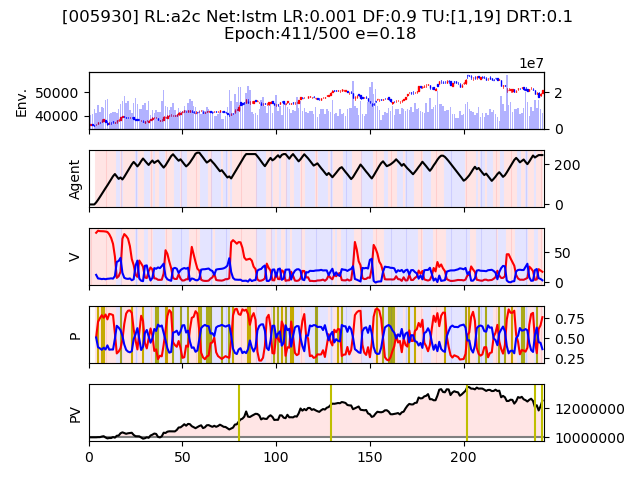 [005930] RL:a2c Net:lstm LR:0.001 DF:0.9 TU:[1,19] DRT:0.1
Epoch:411/500 e=0.18
1e7
Env.
50000
40000
2
0
Agent
200
0
V
50
0
P
0.75
0.50
0.25
PV
12000000
10000000
0 50 100 150 200